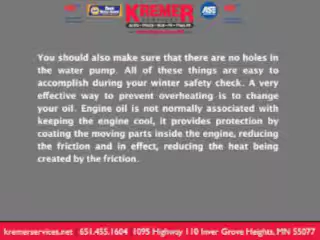 KREMER
SERVICES
You should also make sure that there are no holes in
the water pump. All of these things are easy to
accomplish during your winter safety check. A very
effective way to prevent overheating is to change
your oil. Engine oil is not normally associated with
keeping the engine cool, it provides protection by
coating the moving parts inside the engine, reducing
the friction and in effect, reducing the heat being
created by the friction.
kremerservices.net 651.455.1604 1095 Highway 110 Inver Grove Heights, MN 55077